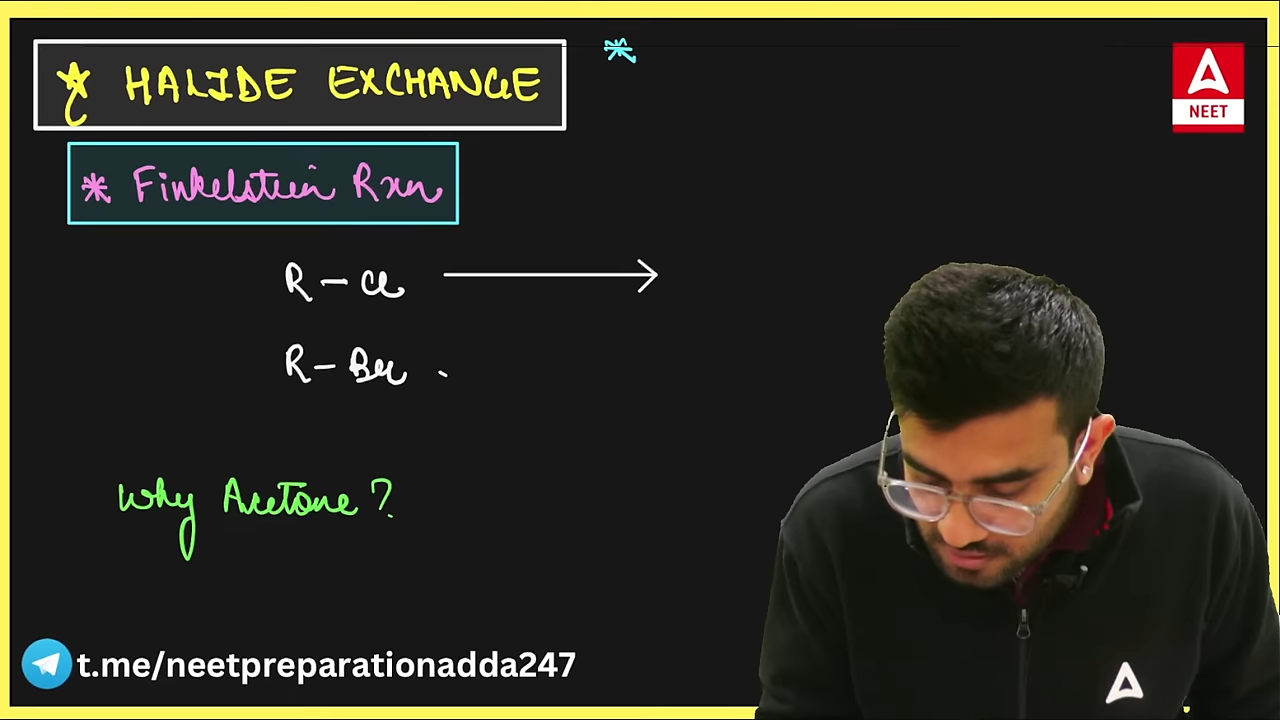 ☆ HALIDE EXCHANGE
*
* Finkelstein Rxn
R - Cl
R - Br
Why Acetone ?
NEET
t.me/neetpreparationadda247